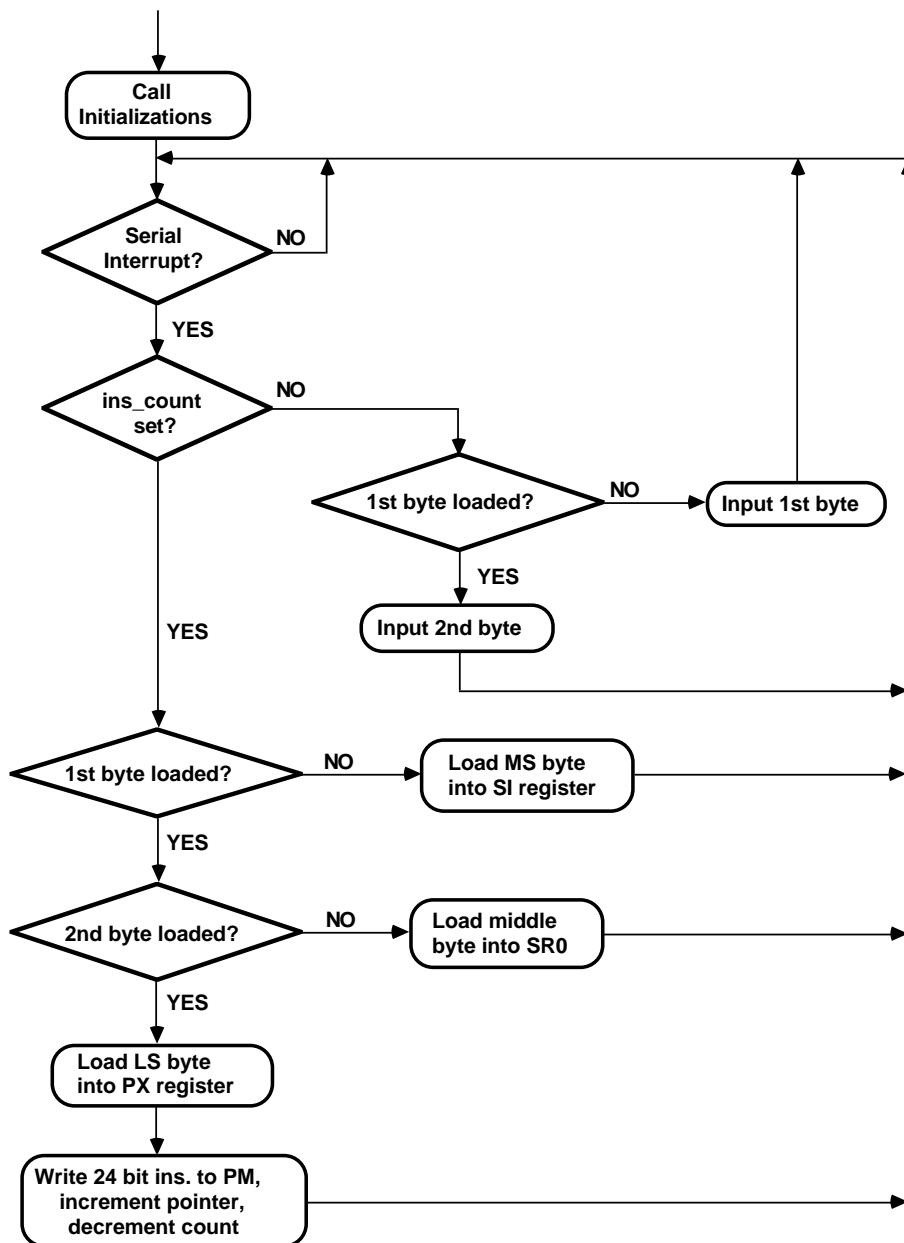 Call
Initializations
Serial
Interrupt?
NO
YES
ins_count
set?
NO
1st byte loaded?
NO
Input 1st byte
YES
Input 2nd byte
YES
1st byte loaded?
NO
Load MS byte
into SI register
YES
2nd byte loaded?
NO
Load middle
byte into SR0
YES
Load LS byte
into PX register
Write 24 bit ins. to PM,
increment pointer,
decrement count